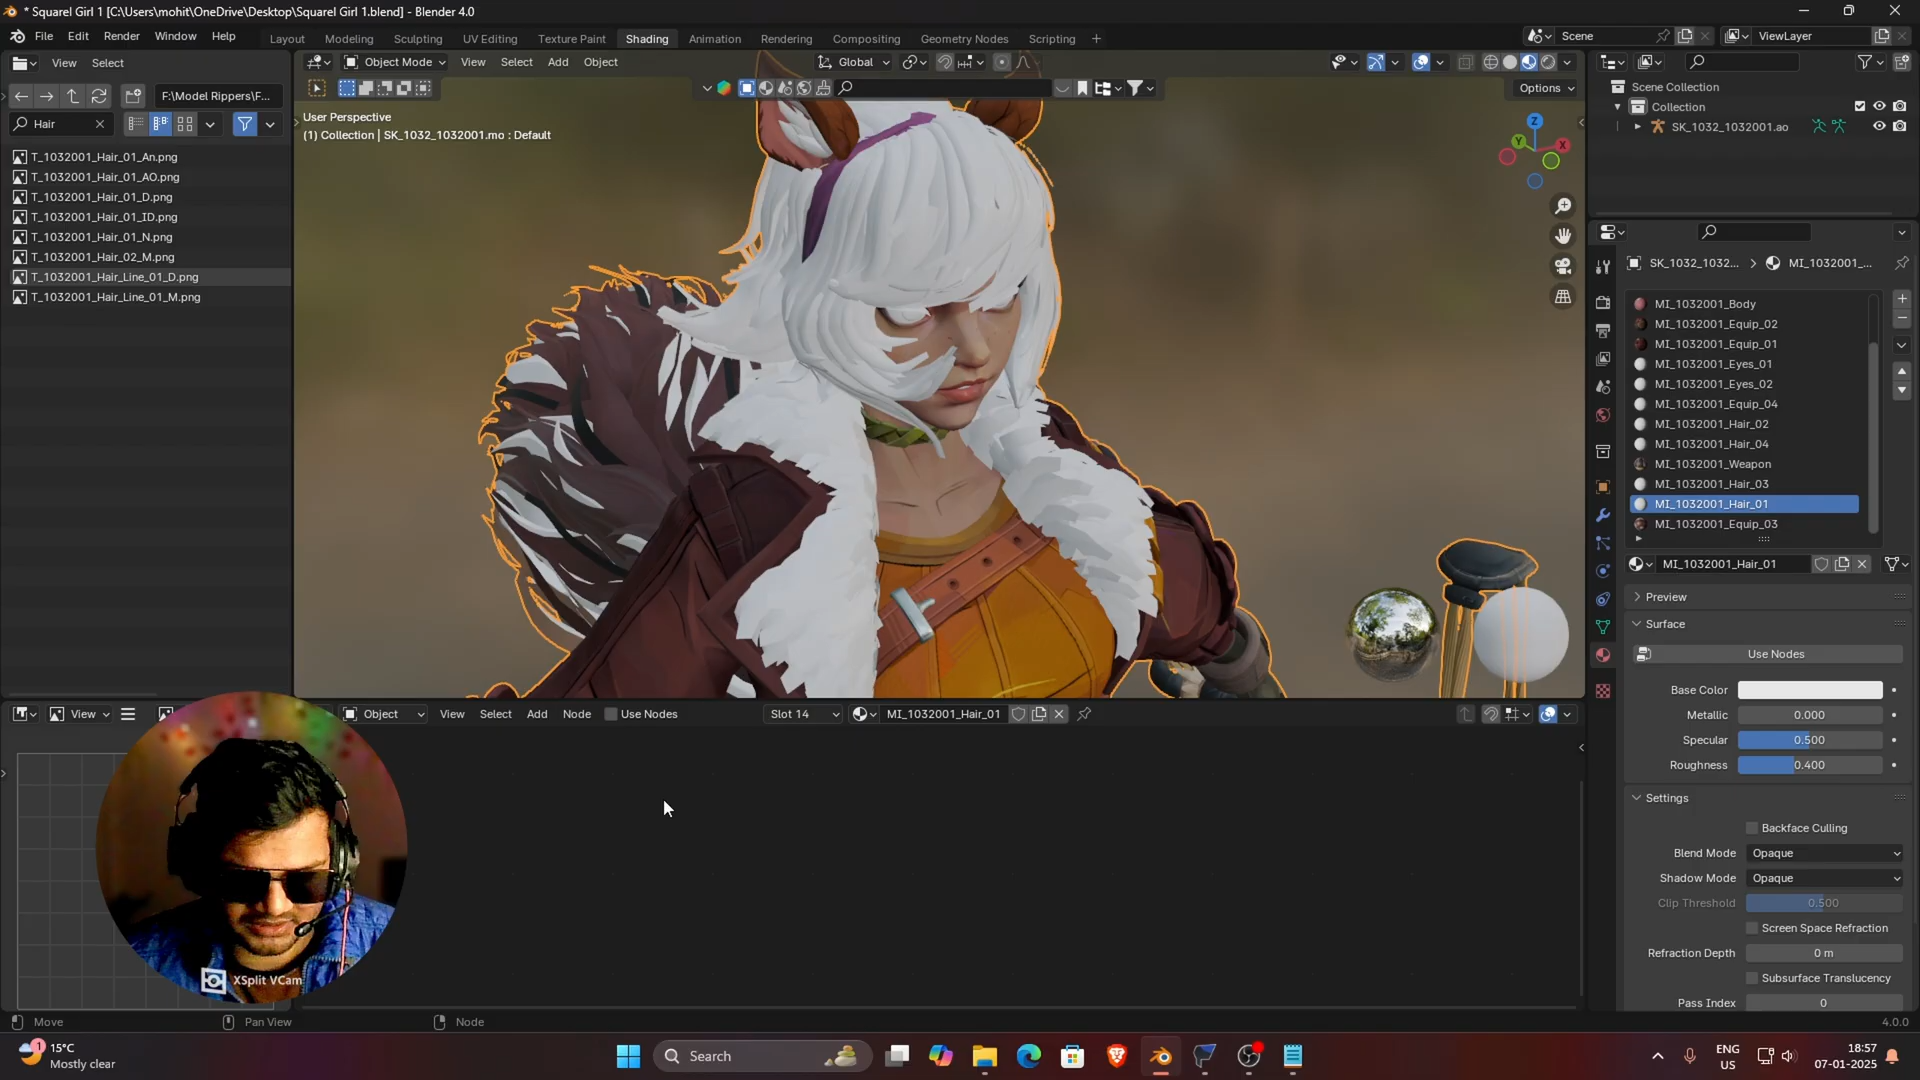 * Squarel Girl 1 [C:\Users\mohit\OneDrive\Desktop\Squarel Girl 1.blend] - Blender 4.0
File Edit Render Window Help
Layout Modeling Sculpting UV Editing Texture Paint Shading Animation Rendering Compositing Geometry Nodes Scripting +
Scene
ViewLayer
View Select
F:\Model Rippers\F...
Hair
T_1032001_Hair_01_An.png
T_1032001_Hair_01_AO.png
T_1032001_Hair_01_D.png
T_1032001_Hair_01_ID.png
T_1032001_Hair_01_N.png
T_1032001_Hair_02_M.png
T_1032001_Hair_Line_01_D.png
T_1032001_Hair_Line_01_M.png
Object Mode View Select Add Object
Global
Options
User Perspective
(1) Collection | SK_1032_1032001.mo : Default
Z
Y
X
Scene Collection
Collection
SK_1032_1032001.ao
SK_1032_1032... > MI_1032001_...
MI_1032001_Body
MI_1032001_Equip_02
MI_1032001_Equip_01
MI_1032001_Eyes_01
MI_1032001_Eyes_02
MI_1032001_Equip_04
MI_1032001_Hair_02
MI_1032001_Hair_04
MI_1032001_Weapon
MI_1032001_Hair_03
MI_1032001_Hair_01
MI_1032001_Equip_03
MI_1032001_Hair_01
Preview
Surface
Use Nodes
Base Color
Metallic 0.000
Specular 0.500
Roughness 0.400
Settings
Backface Culling
Blend Mode Opaque
Shadow Mode Opaque
Clip Threshold 0.500
Screen Space Refraction
Refraction Depth 0 m
Subsurface Translucency
Pass Index 0
View
Object View Select Add Node Use Nodes
Slot 14
MI_1032001_Hair_01
XSplit VCam
Move
Pan View
Node
4.0.0
1
15°C
Mostly clear
Search
ENG
US
18:57
07-01-2025